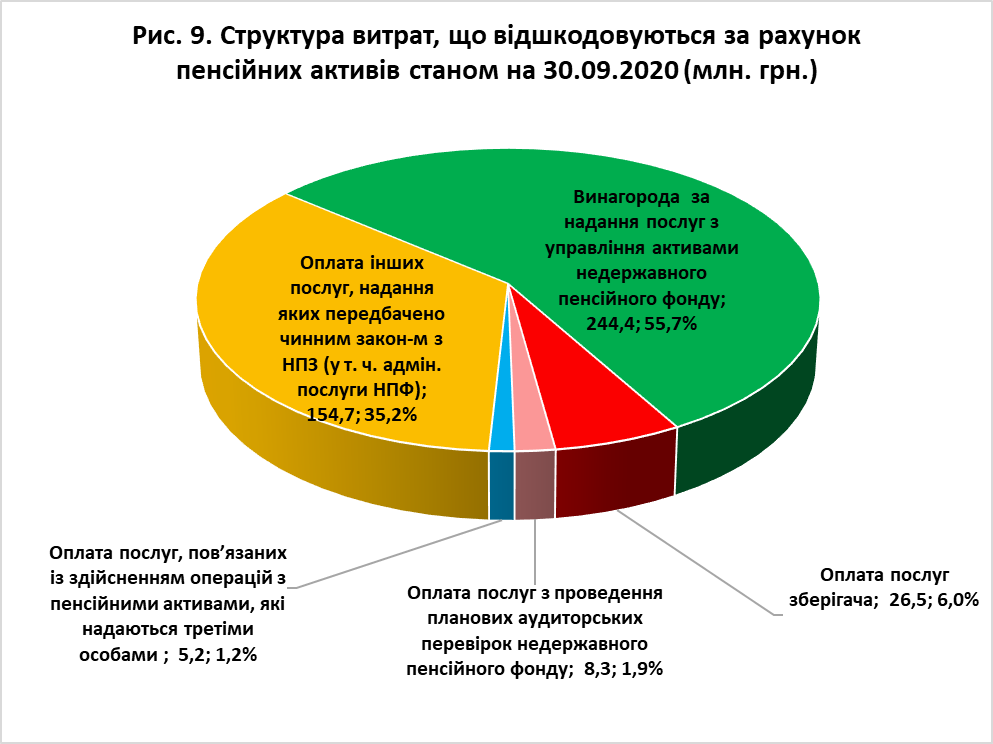 Рис. 9. Структура витрат, що відшкодовуються за рахунок
пенсійних активів станом на 30.09.2020 (млн. грн.)
Винагорода за
надання послуг з
управління активами
недержавного
пенсійного фонду;
244,4; 55,7%
Оплата інших
послуг, надання
яких передбачено
чинним закон-м з
НПЗ (у т. ч. адмін.
послуги НПФ);
154,7; 35,2%
Оплата послуг, пов’язаних
із здійсненням операцій з
пенсійними активами, які
надаються третіми
особами ; 5,2; 1,2%
Оплата послуг з проведення
планових аудиторських
перевірок недержавного
пенсійного фонду; 8,3; 1,9%
Оплата послуг
зберігача; 26,5; 6,0%